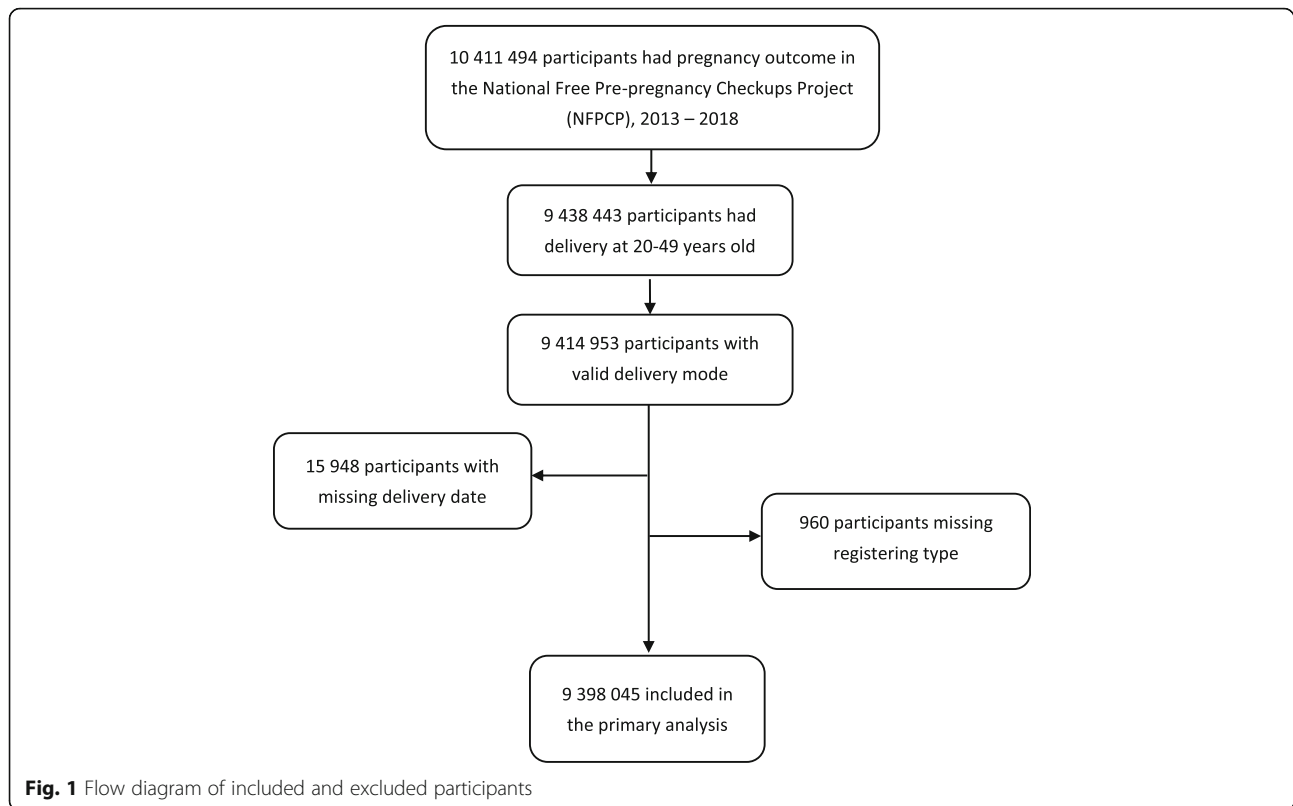 10 411 494 participants had pregnancy outcome in
the National Free Pre-pregnancy Checkups Project
(NFPCP), 2013 – 2018
9 438 443 participants had
delivery at 20-49 years old
9 414 953 participants with
valid delivery mode
15 948 participants with
missing delivery date
960 participants missing
registering type
9 398 045 included in
the primary analysis
Fig. 1 Flow diagram of included and excluded participants